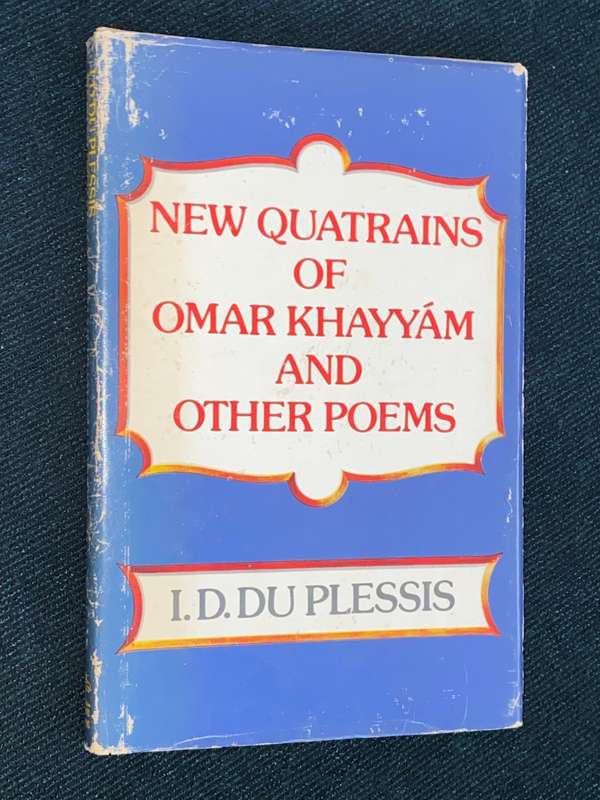 NEW QUATRAINS
OF
OMAR KHAYYÁM
AND
OTHER POEMS
I. D. DU PLESSIS